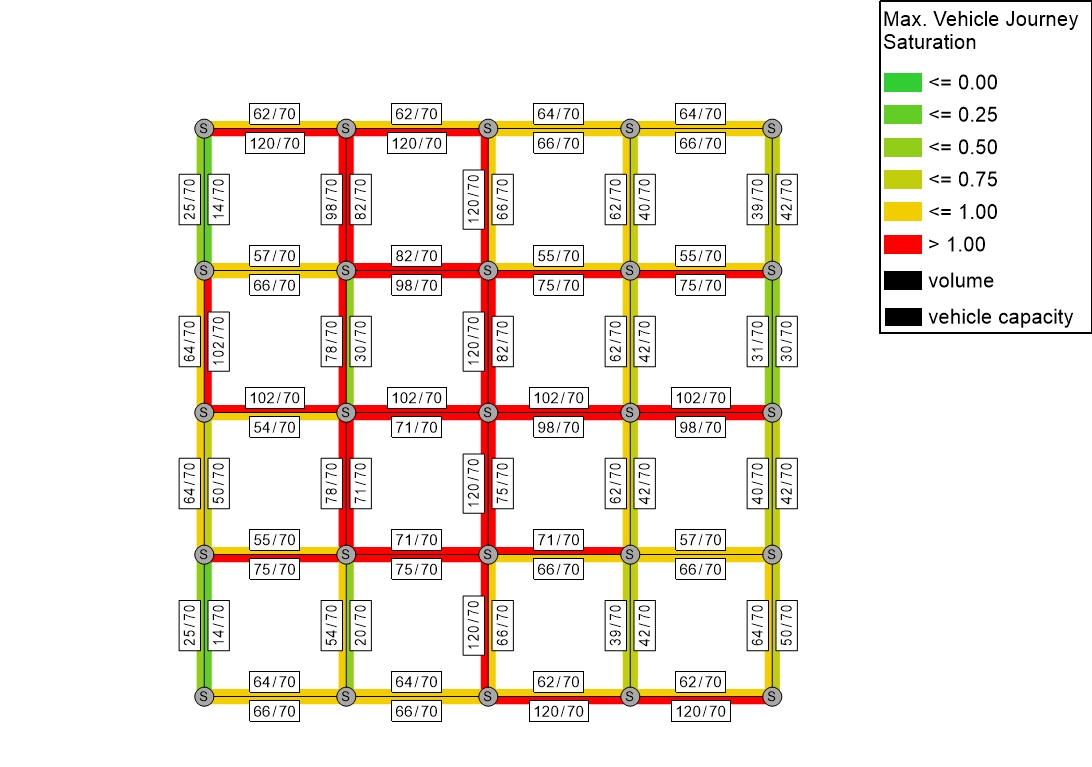 Max. Vehicle Journey
Saturation
<= 0.00
<= 0.25
<= 0.50
<= 0.75
<= 1.00
> 1.00
volume
vehicle capacity
62/70 62/70 64/70 64/70
S S S S S
120/70 120/70 66/70 66/70
25/70 14/70 98/70 82/70 120/70 66/70 62/70 40/70 39/70 42/70
57/70 82/70 55/70 55/70
S S S S S
66/70 98/70 75/70 75/70
64/70 102/70 78/70 30/70 120/70 82/70 62/70 42/70 31/70 30/70
102/70 102/70 102/70 102/70
S S S S S
54/70 71/70 98/70 98/70
64/70 50/70 78/70 71/70 120/70 75/70 62/70 42/70 40/70 42/70
55/70 71/70 71/70 57/70
S S S S S
75/70 75/70 66/70 66/70
25/70 14/70 54/70 20/70 120/70 66/70 39/70 42/70 64/70 50/70
64/70 64/70 62/70 62/70
S S S S S
66/70 66/70 120/70 120/70